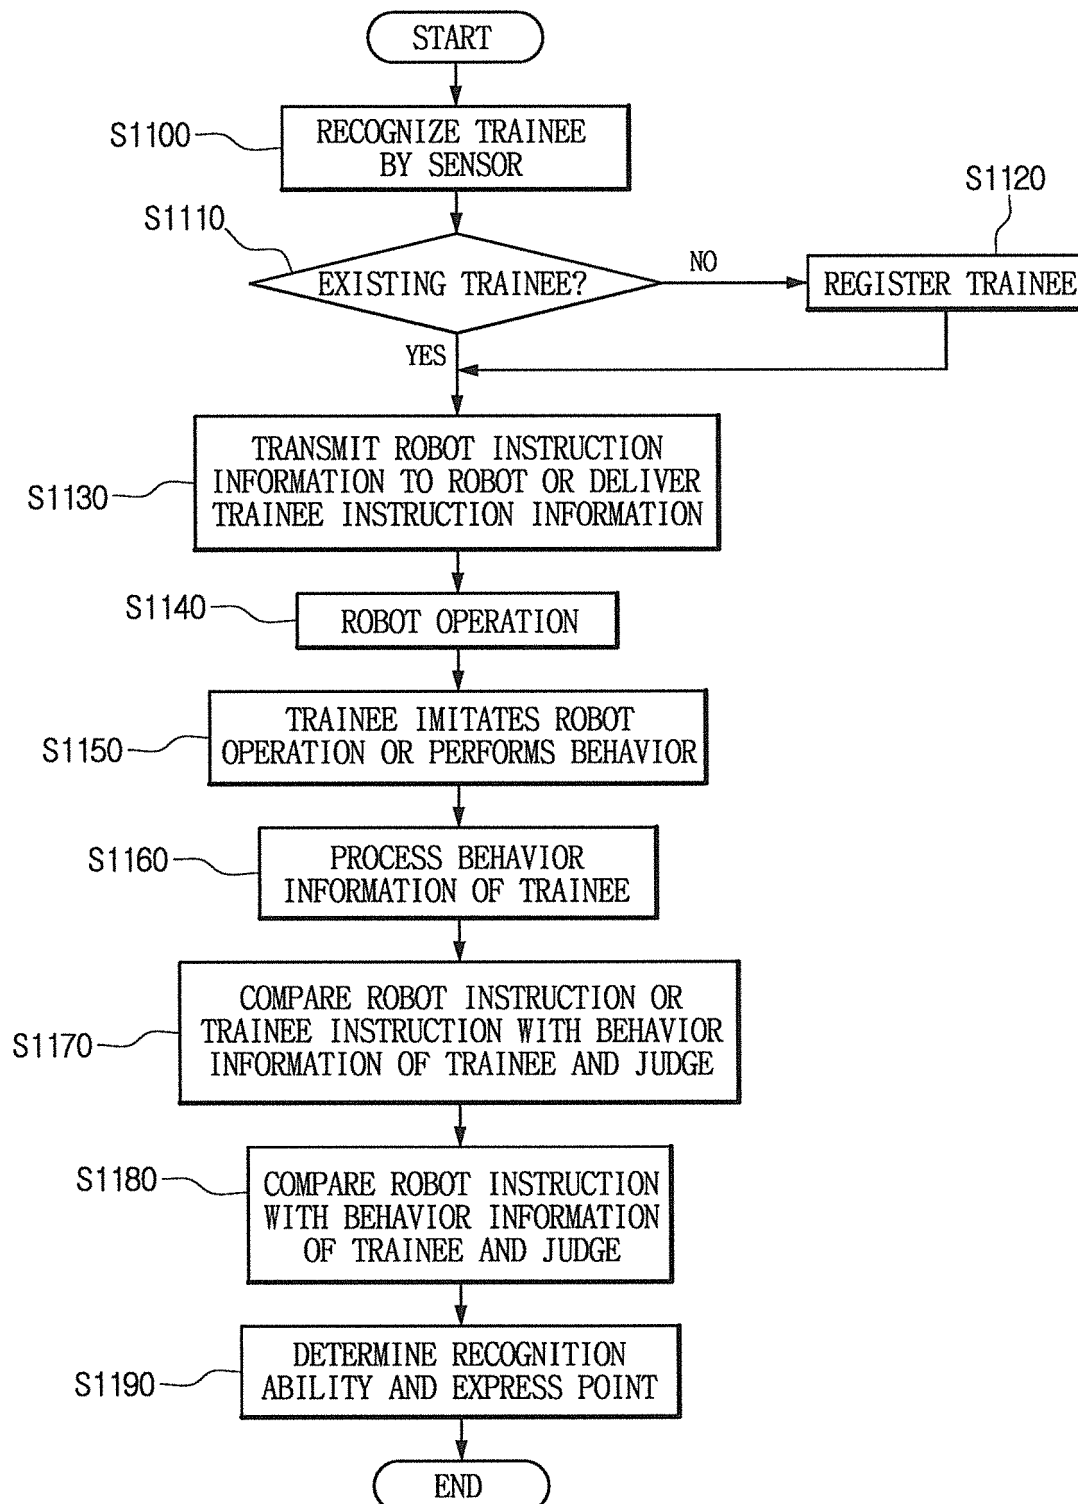 START
S1100
RECOGNIZE TRAINEE
BY SENSOR
S1110
EXISTING TRAINEE?
NO
S1120
REGISTER TRAINEE
YES
S1130
TRANSMIT ROBOT INSTRUCTION
INFORMATION TO ROBOT OR DELIVER
TRAINEE INSTRUCTION INFORMATION
S1140
ROBOT OPERATION
S1150
TRAINEE IMITATES ROBOT
OPERATION OR PERFORMS BEHAVIOR
S1160
PROCESS BEHAVIOR
INFORMATION OF TRAINEE
S1170
COMPARE ROBOT INSTRUCTION OR
TRAINEE INSTRUCTION WITH BEHAVIOR
INFORMATION OF TRAINEE AND JUDGE
S1180
COMPARE ROBOT INSTRUCTION
WITH BEHAVIOR INFORMATION
OF TRAINEE AND JUDGE
S1190
DETERMINE RECOGNITION
ABILITY AND EXPRESS POINT
END